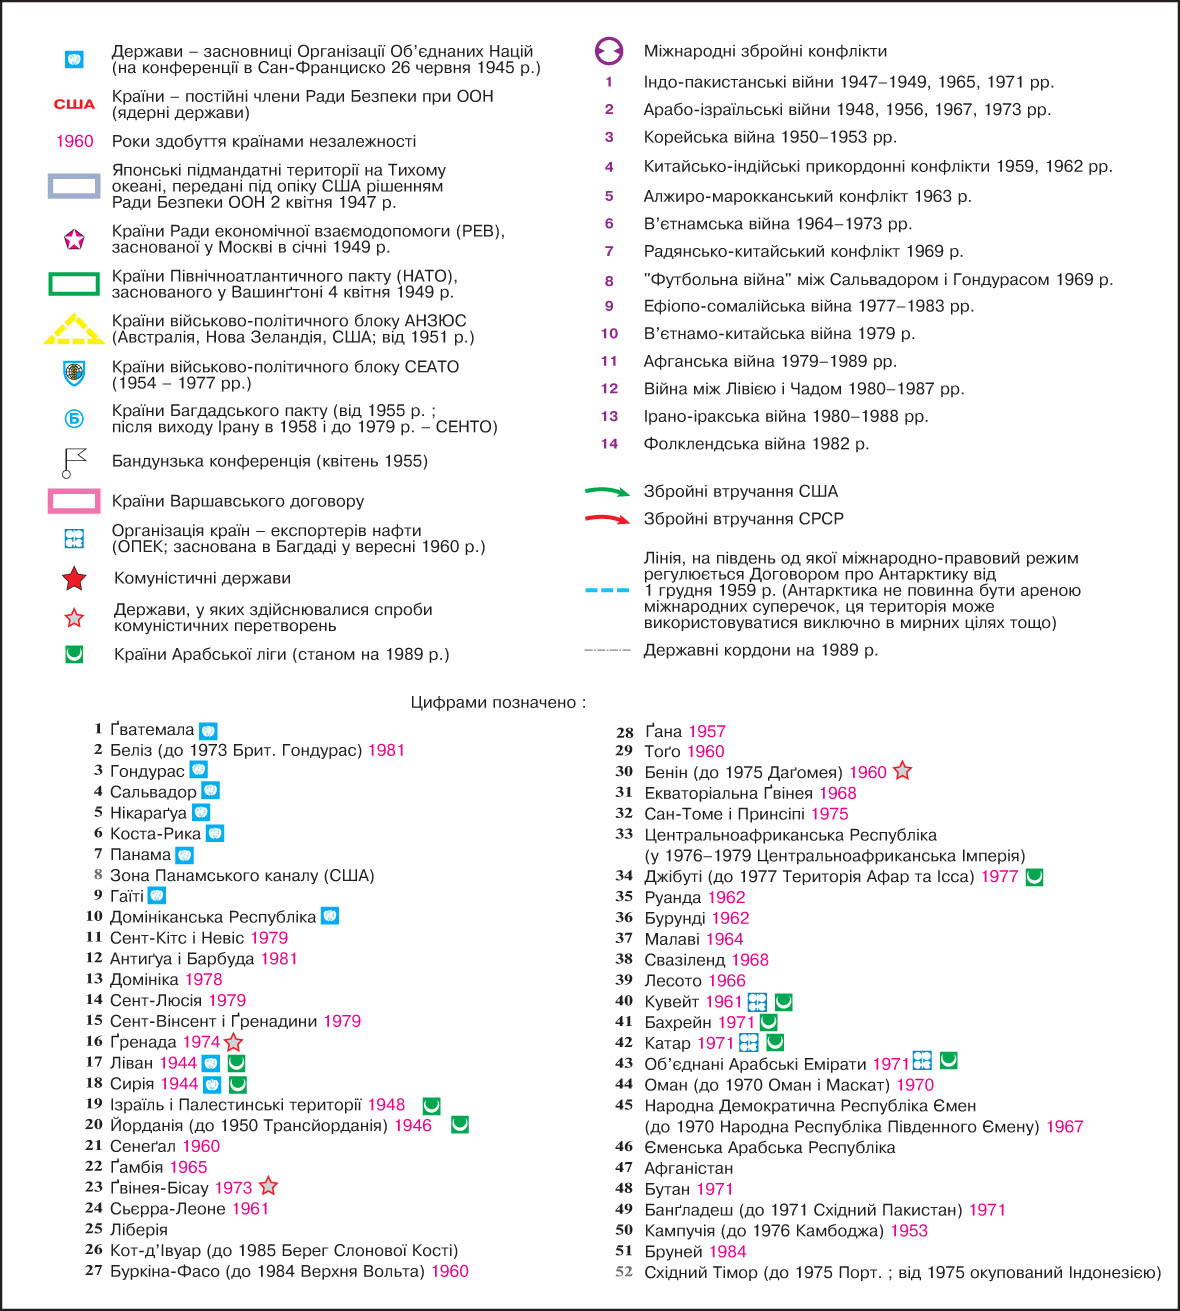 Держави – засновниці Організації Об’єднаних Націй
(на конференції в Сан-Франциско 26 червня 1945 р.)
США
Країни – постійні члени Ради Безпеки при ООН
(ядерні держави)
1960 Роки здобуття країнами незалежності
Японські підмандатні території на Тихому
океані, передані під опіку США рішенням
Ради Безпеки ООН 2 квітня 1947 р.
Країни Ради економічної взаємодопомоги (РЕВ),
заснованої у Москві в січні 1949 р.
Країни Північноатлантичного пакту (НАТО),
заснованого у Вашинґтоні 4 квітня 1949 р.
Країни військово-політичного блоку АНЗЮС
(Австралія, Нова Зеландія, США; від 1951 р.)
Країни військово-політичного блоку СЕАТО
(1954 – 1977 рр.)
Б
Країни Багдадського пакту (від 1955 р. ;
після виходу Ірану в 1958 і до 1979 р. – СЕНТО)
Бандунзька конференція (квітень 1955)
Країни Варшавського договору
Організація країн – експортерів нафти
(ОПЕК; заснована в Багдаді у вересні 1960 р.)
Комуністичні держави
Держави, у яких здійснювалися спроби
комуністичних перетворень
Країни Арабської ліги (станом на 1989 р.)
Міжнародні збройні конфлікти
1 Індо-пакистанські війни 1947–1949, 1965, 1971 рр.
2 Арабо-ізраїльські війни 1948, 1956, 1967, 1973 рр.
3 Корейська війна 1950–1953 рр.
4 Китайсько-індійські прикордонні конфлікти 1959, 1962 рр.
5 Алжиро-марокканський конфлікт 1963 р.
6 В’єтнамська війна 1964–1973 рр.
7 Радянсько-китайський конфлікт 1969 р.
8 "Футбольна війна" між Сальвадором і Гондурасом 1969 р.
9 Ефіопо-сомалійська війна 1977–1983 рр.
10 В’єтнамо-китайська війна 1979 р.
11 Афганська війна 1979–1989 рр.
12 Війна між Лівією і Чадом 1980–1987 рр.
13 Ірано-іракська війна 1980–1988 рр.
14 Фолклендська війна 1982 р.
Збройні втручання США
Збройні втручання СРСР
Лінія, на південь од якої міжнародно-правовий режим
регулюється Договором про Антарктику від
1 грудня 1959 р. (Антарктика не повинна бути ареною
міжнародних суперечок, ця територія може
використовуватися виключно в мирних цілях тощо)
Державні кордони на 1989 р.
Цифрами позначено :
1 Ґватемала
2 Беліз (до 1973 Брит. Гондурас) 1981
3 Гондурас
4 Сальвадор
5 Нікараґуа
6 Коста-Рика
7 Панама
8 Зона Панамського каналу (США)
9 Гаїті
10 Домініканська Республіка
11 Сент-Кітс і Невіс 1979
12 Антиґуа і Барбуда 1981
13 Домініка 1978
14 Сент-Люсія 1979
15 Сент-Вінсент і Ґренадини 1979
16 Ґренада 1974
17 Ліван 1944
18 Сирія 1944
19 Ізраїль і Палестинські території 1948
20 Йорданія (до 1950 Трансйорданія) 1946
21 Сенеґал 1960
22 Ґамбія 1965
23 Ґвінея-Бісау 1973
24 Сьєрра-Леоне 1961
25 Ліберія
26 Кот-д’Івуар (до 1985 Берег Слонової Кості)
27 Буркіна-Фасо (до 1984 Верхня Вольта) 1960
28 Ґана 1957
29 Тоґо 1960
30 Бенін (до 1975 Даґомея) 1960
31 Екваторіальна Ґвінея 1968
32 Сан-Томе і Принсіпі 1975
33 Центральноафриканська Республіка
(у 1976–1979 Центральноафриканська Імперія)
34 Джібуті (до 1977 Територія Афар та Ісса) 1977
35 Руанда 1962
36 Бурунді 1962
37 Малаві 1964
38 Свазіленд 1968
39 Лесото 1966
40 Кувейт 1961
41 Бахрейн 1971
42 Катар 1971
43 Об’єднані Арабські Емірати 1971
44 Оман (до 1970 Оман і Маскат) 1970
45 Народна Демократична Республіка Ємен
(до 1970 Народна Республіка Південного Ємену) 1967
46 Єменська Арабська Республіка
47 Афганістан
48 Бутан 1971
49 Банґладеш (до 1971 Східний Пакистан) 1971
50 Кампучія (до 1976 Камбоджа) 1953
51 Бруней 1984
52 Східний Тімор (до 1975 Порт. ; від 1975 окупований Індонезією)